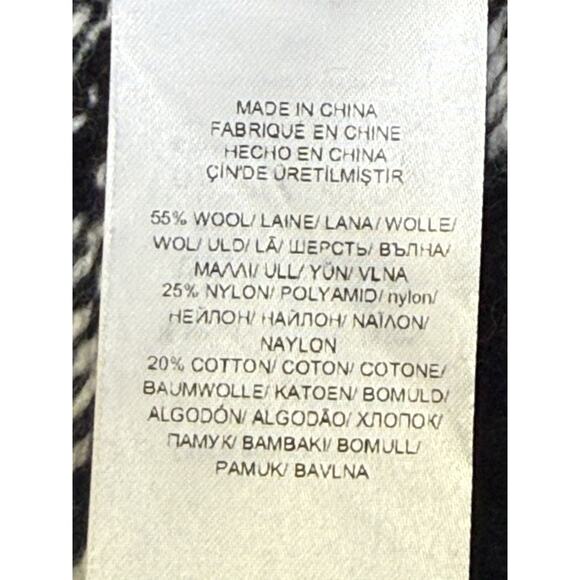 MADE IN CHINA
FABRIQUÉ EN CHINE
HECHO EN CHINA
ÇİN'DE ÜRETİLMİŞTİR
55% WOOL/ LAINE/ LANA/ WOLLE/
WOL/ ULD/ LÃ/ ШЕРСТЬ/ ВЪЛНА/
ΜΑΛΛΙ/ ULL/ YÜN/ VLNA
25% NYLON/ POLYAMID/ nylon/
НЕЙЛОН/ НАЙЛОН/ ΝΑΪΛΟΝ/
NAYLON
20% COTTON/ COTON/ COTONE/
BAUMWOLLE/ KATOEN/ BOMULD/
ALGODÓN/ ALGODÃO/ ХЛОПОК/
ПАМУК/ ΒΑΜΒΑΚΙ/ BOMULL/
PAMUK/ BAVLNA